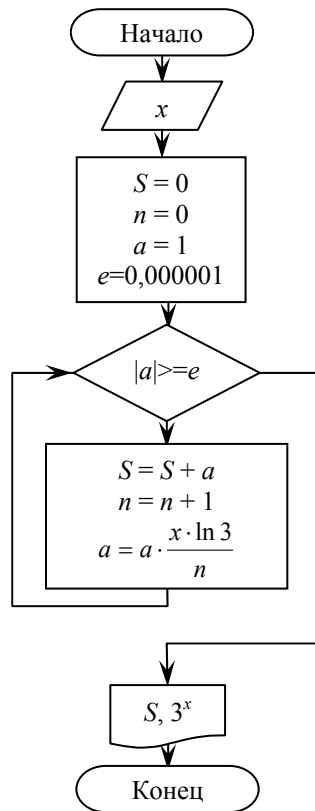 Начало
x
S = 0
n = 0
a = 1
e=0,000001
|a|>=e
S = S + a
n = n + 1
a = a · x · ln 3 / n
S, 3^x
Конец